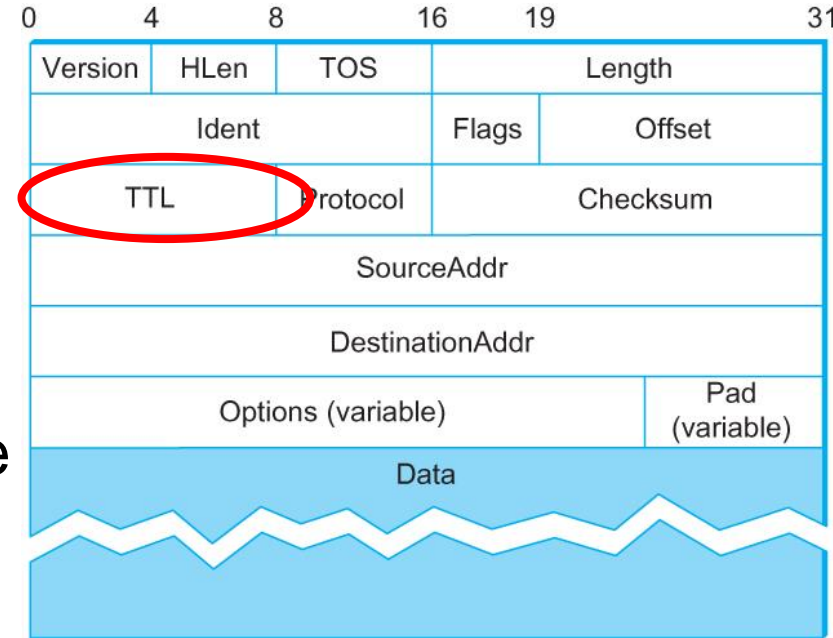 0 4 8 16 19 31
Version HLen TOS Length
Ident Flags Offset
TTL Protocol Checksum
SourceAddr
DestinationAddr
Options (variable) Pad (variable)
e
Data